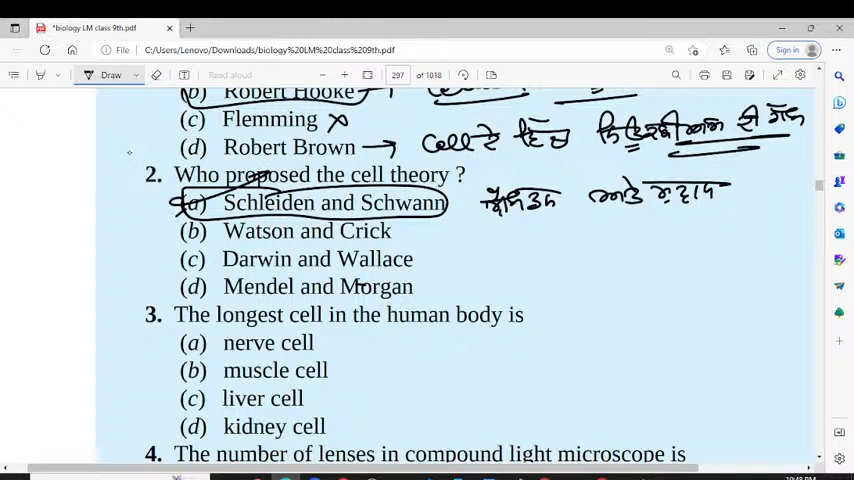 *biology LM class 9th.pdf
File C:/Users/Lenovo/Downloads/biology%20LM%20class%209th.pdf Sign in
Draw Read aloud 297 of 1018
(b) Robert Hooke
(c) Flemming
(d) Robert Brown → Cell ਦੇ ਵਿੱਚ ਦੀ ਖੋਜ
2. Who proposed the cell theory ?
(a) Schleiden and Schwann ਅਤੇ
(b) Watson and Crick
(c) Darwin and Wallace
(d) Mendel and Morgan
3. The longest cell in the human body is
(a) nerve cell
(b) muscle cell
(c) liver cell
(d) kidney cell
4. The number of lenses in compound light microscope is